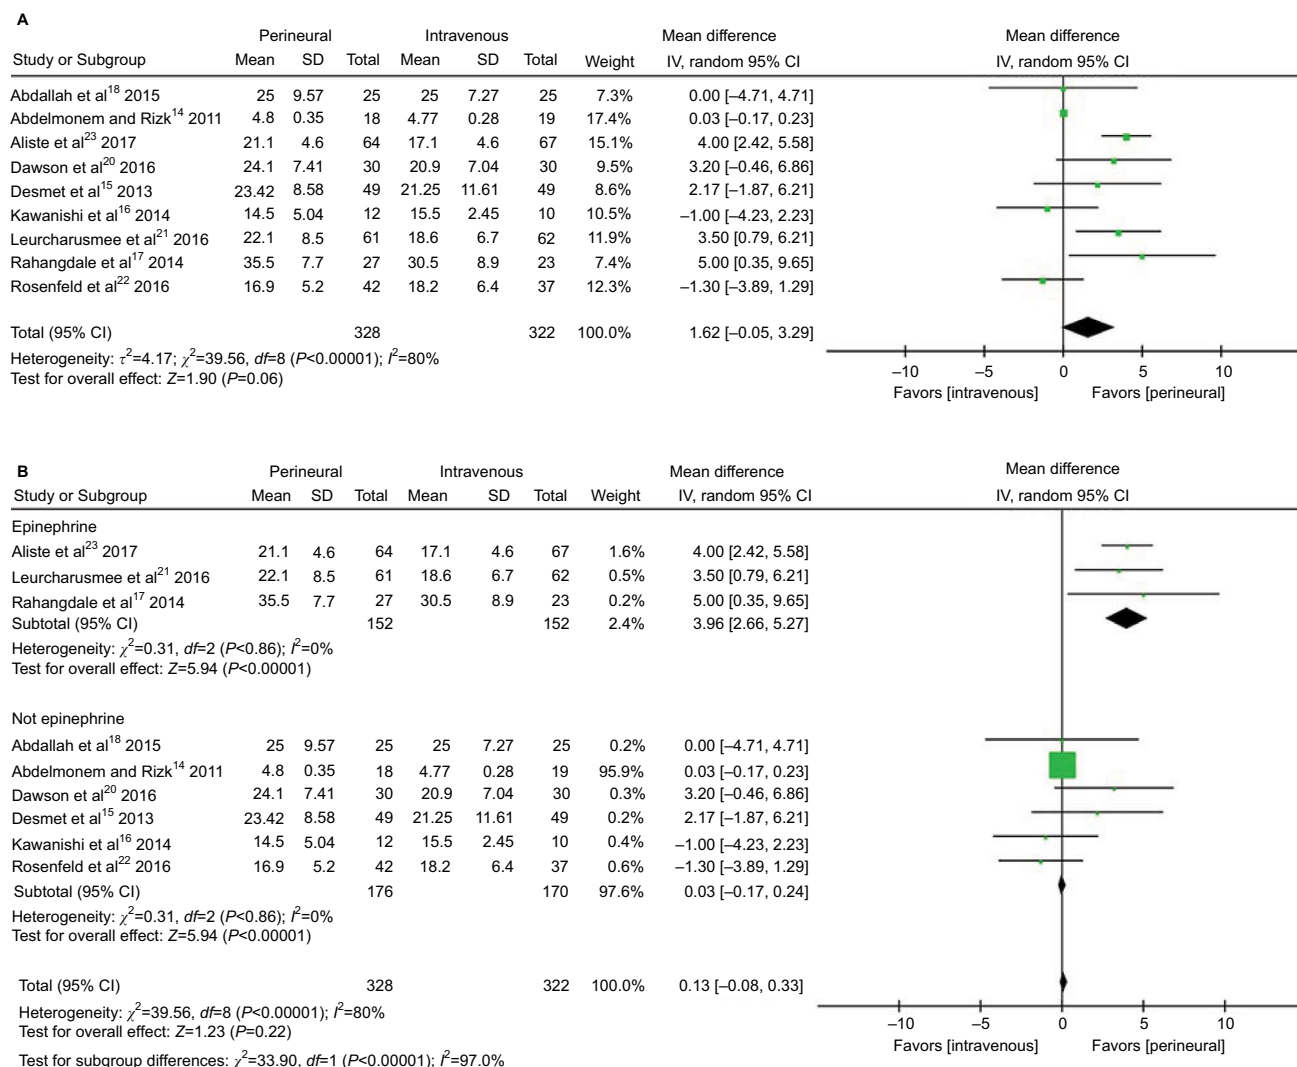 A
Perineural Intravenous Mean difference Mean difference
Study or Subgroup Mean SD Total Mean SD Total Weight IV, random 95% CI IV, random 95% CI
Abdallah et al18 2015 25 9.57 25 25 7.27 25 7.3% 0.00 [–4.71, 4.71]
Abdelmonem and Rizk14 2011 4.8 0.35 18 4.77 0.28 19 17.4% 0.03 [–0.17, 0.23]
Aliste et al23 2017 21.1 4.6 64 17.1 4.6 67 15.1% 4.00 [2.42, 5.58]
Dawson et al20 2016 24.1 7.41 30 20.9 7.04 30 9.5% 3.20 [–0.46, 6.86]
Desmet et al15 2013 23.42 8.58 49 21.25 11.61 49 8.6% 2.17 [–1.87, 6.21]
Kawanishi et al16 2014 14.5 5.04 12 15.5 2.45 10 10.5% –1.00 [–4.23, 2.23]
Leurcharusmee et al21 2016 22.1 8.5 61 18.6 6.7 62 11.9% 3.50 [0.79, 6.21]
Rahangdale et al17 2014 35.5 7.7 27 30.5 8.9 23 7.4% 5.00 [0.35, 9.65]
Rosenfeld et al22 2016 16.9 5.2 42 18.2 6.4 37 12.3% –1.30 [–3.89, 1.29]
Total (95% CI) 328 322 100.0% 1.62 [–0.05, 3.29]
Heterogeneity: τ2=4.17; χ2=39.56, df=8 (P<0.00001); I2=80%
Test for overall effect: Z=1.90 (P=0.06)
–10 –5 0 5 10
Favors [intravenous] Favors [perineural]
B
Perineural Intravenous Mean difference Mean difference
Study or Subgroup Mean SD Total Mean SD Total Weight IV, random 95% CI IV, random 95% CI
Epinephrine
Aliste et al23 2017 21.1 4.6 64 17.1 4.6 67 1.6% 4.00 [2.42, 5.58]
Leurcharusmee et al21 2016 22.1 8.5 61 18.6 6.7 62 0.5% 3.50 [0.79, 6.21]
Rahangdale et al17 2014 35.5 7.7 27 30.5 8.9 23 0.2% 5.00 [0.35, 9.65]
Subtotal (95% CI) 152 152 2.4% 3.96 [2.66, 5.27]
Heterogeneity: χ2=0.31, df=2 (P<0.86); I2=0%
Test for overall effect: Z=5.94 (P<0.00001)
Not epinephrine
Abdallah et al18 2015 25 9.57 25 25 7.27 25 0.2% 0.00 [–4.71, 4.71]
Abdelmonem and Rizk14 2011 4.8 0.35 18 4.77 0.28 19 95.9% 0.03 [–0.17, 0.23]
Dawson et al20 2016 24.1 7.41 30 20.9 7.04 30 0.3% 3.20 [–0.46, 6.86]
Desmet et al15 2013 23.42 8.58 49 21.25 11.61 49 0.2% 2.17 [–1.87, 6.21]
Kawanishi et al16 2014 14.5 5.04 12 15.5 2.45 10 0.4% –1.00 [–4.23, 2.23]
Rosenfeld et al22 2016 16.9 5.2 42 18.2 6.4 37 0.6% –1.30 [–3.89, 1.29]
Subtotal (95% CI) 176 170 97.6% 0.03 [–0.17, 0.24]
Heterogeneity: χ2=0.31, df=2 (P<0.86); I2=0%
Test for overall effect: Z=5.94 (P<0.00001)
Total (95% CI) 328 322 100.0% 0.13 [–0.08, 0.33]
Heterogeneity: χ2=39.56, df=8 (P<0.00001); I2=80%
Test for overall effect: Z=1.23 (P=0.22)
Test for subgroup differences: χ2=33.90, df=1 (P<0.00001); I2=97.0%
–10 –5 0 5 10
Favors [intravenous] Favors [perineural]